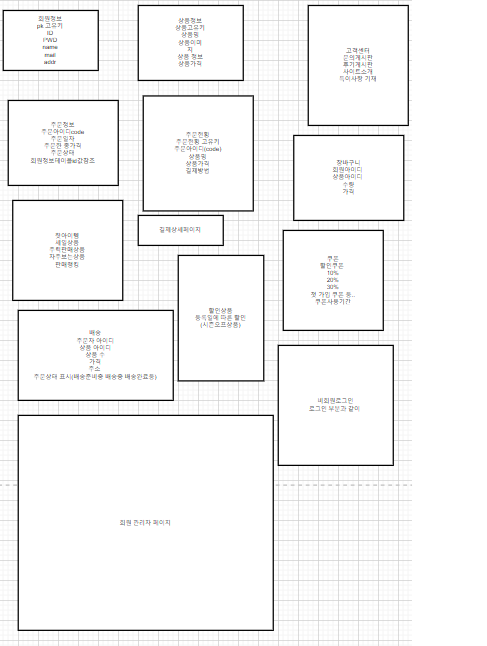 회원정보
pk 고유키
ID
PWD
name
mail
addr
상품정보
상품고유키
상품명
상품이미
지
상품 정보
상품가격
고객센터
문의게시판
후기게시판
사이트소개
특이사항 기재
주문정보
주문아이디code
주문일자
주문한 총가격
주문상태
회원정보테이블id값참조
주문현황
주문현황 고유키
주문아이디(code)
상품명
상품가격
결제방법
장바구니
회원아이디
상품아이디
수량
가격
핫아이템
세일상품
주력판매상품
자주보는상품
판매랭킹
결제상세페이지
쿠폰
할인쿠폰
10%
20%
30%
첫 가입 쿠폰 등..
쿠폰사용기간
할인상품
등록일에 따른 할인
(시즌오프상품)
배송
주문자 아이디
상품 아이디
상품 수
가격
주소
주문상태 표시(배송준비중 배송중 배송완료등)
비회원로그인
로그인 부분과 같이
회원 관리자 페이지